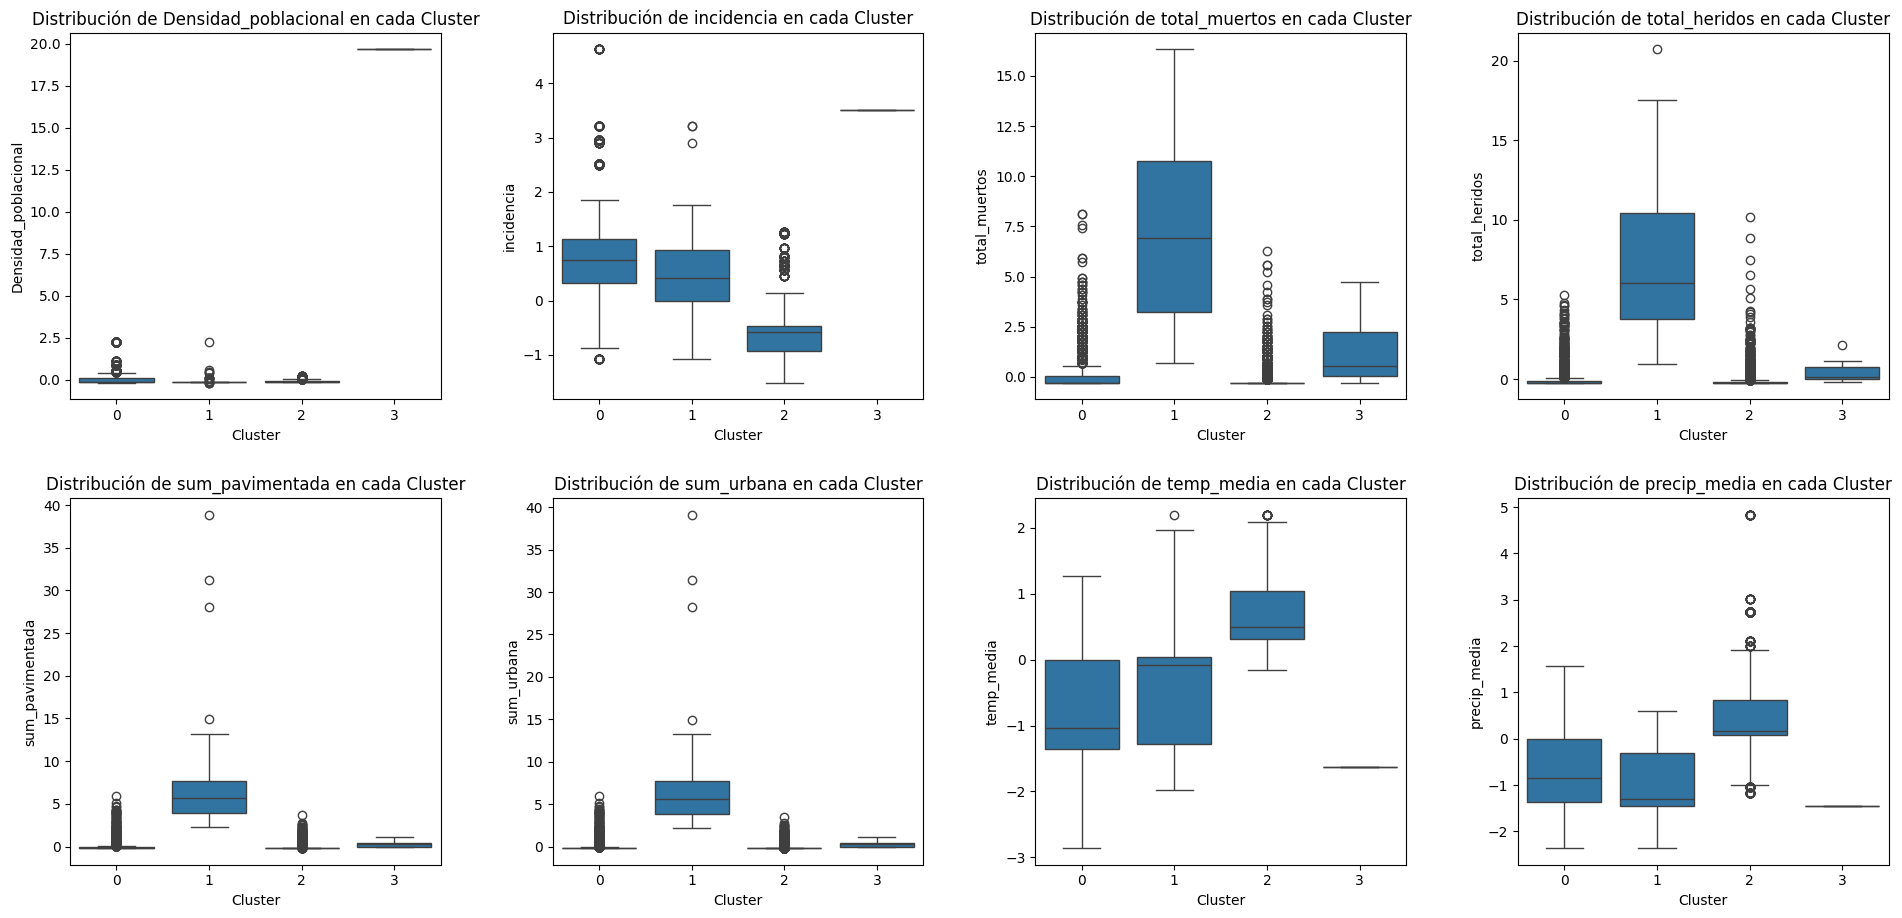 Distribución de Densidad_poblacional en cada Cluster
Densidad_poblacional
20.0
17.5
15.0
12.5
10.0
7.5
5.0
2.5
0.0
0 1 2 3
Cluster
Distribución de incidencia en cada Cluster
incidencia
4
3
2
1
0
−1
0 1 2 3
Cluster
Distribución de total_muertos en cada Cluster
total_muertos
15.0
12.5
10.0
7.5
5.0
2.5
0.0
0 1 2 3
Cluster
Distribución de total_heridos en cada Cluster
total_heridos
20
15
10
5
0
0 1 2 3
Cluster
Distribución de sum_pavimentada en cada Cluster
sum_pavimentada
40
35
30
25
20
15
10
5
0
0 1 2 3
Cluster
Distribución de sum_urbana en cada Cluster
sum_urbana
40
35
30
25
20
15
10
5
0
0 1 2 3
Cluster
Distribución de temp_media en cada Cluster
temp_media
2
1
0
−1
−2
−3
0 1 2 3
Cluster
Distribución de precip_media en cada Cluster
precip_media
5
4
3
2
1
0
−1
−2
0 1 2 3
Cluster